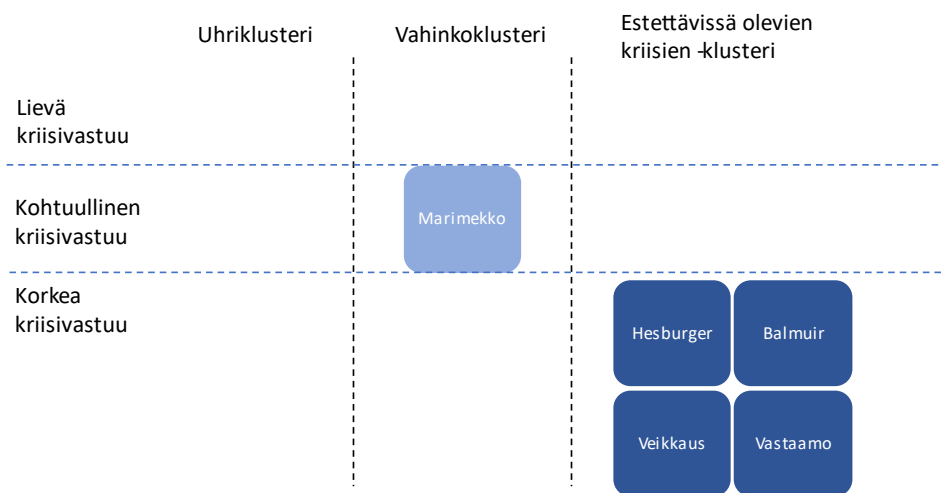 Uhriklusteri
Vahinkoklusteri
Estettävissä olevien
kriisien -klusteri
Lievä
kriisivastuu
Kohtuullinen
kriisivastuu
Marimekko
Korkea
kriisivastuu
Hesburger
Balmuir
Veikkaus
Vastaamo